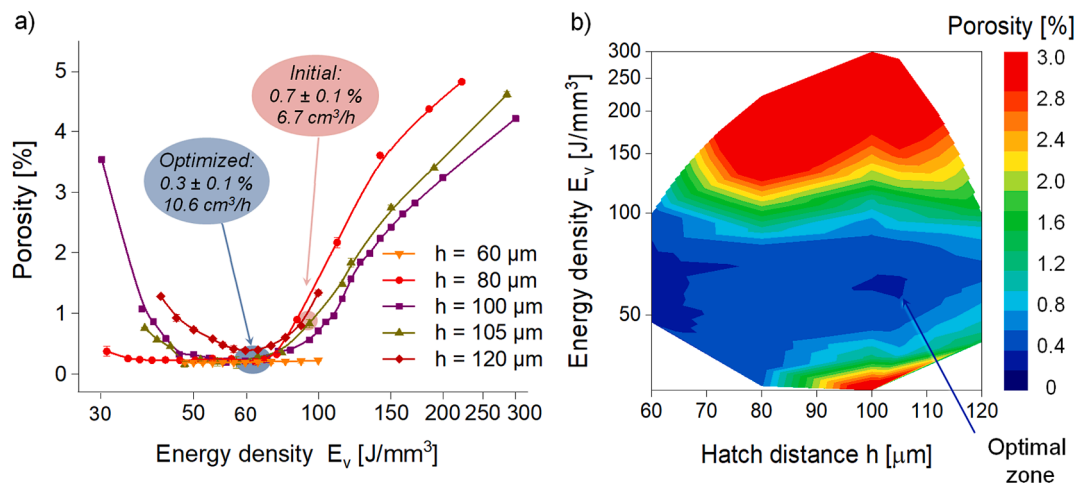 a)
Porosity [%]
5
4
3
2
1
0
Initial:
0.7 ± 0.1 %
6.7 cm³/h
Optimized:
0.3 ± 0.1 %
10.6 cm³/h
h = 60 µm
h = 80 µm
h = 100 µm
h = 105 µm
h = 120 µm
30 50 60 100 150 200 250 300
Energy density Eᵥ [J/mm³]
b)
Porosity [%]
Energy density Eᵥ [J/mm³]
300
250
200
150
100
50
60 70 80 90 100 110 120
Hatch distance h [µm]
3.0
2.8
2.6
2.4
2.0
1.6
1.2
0.8
0.4
0
Optimal
zone